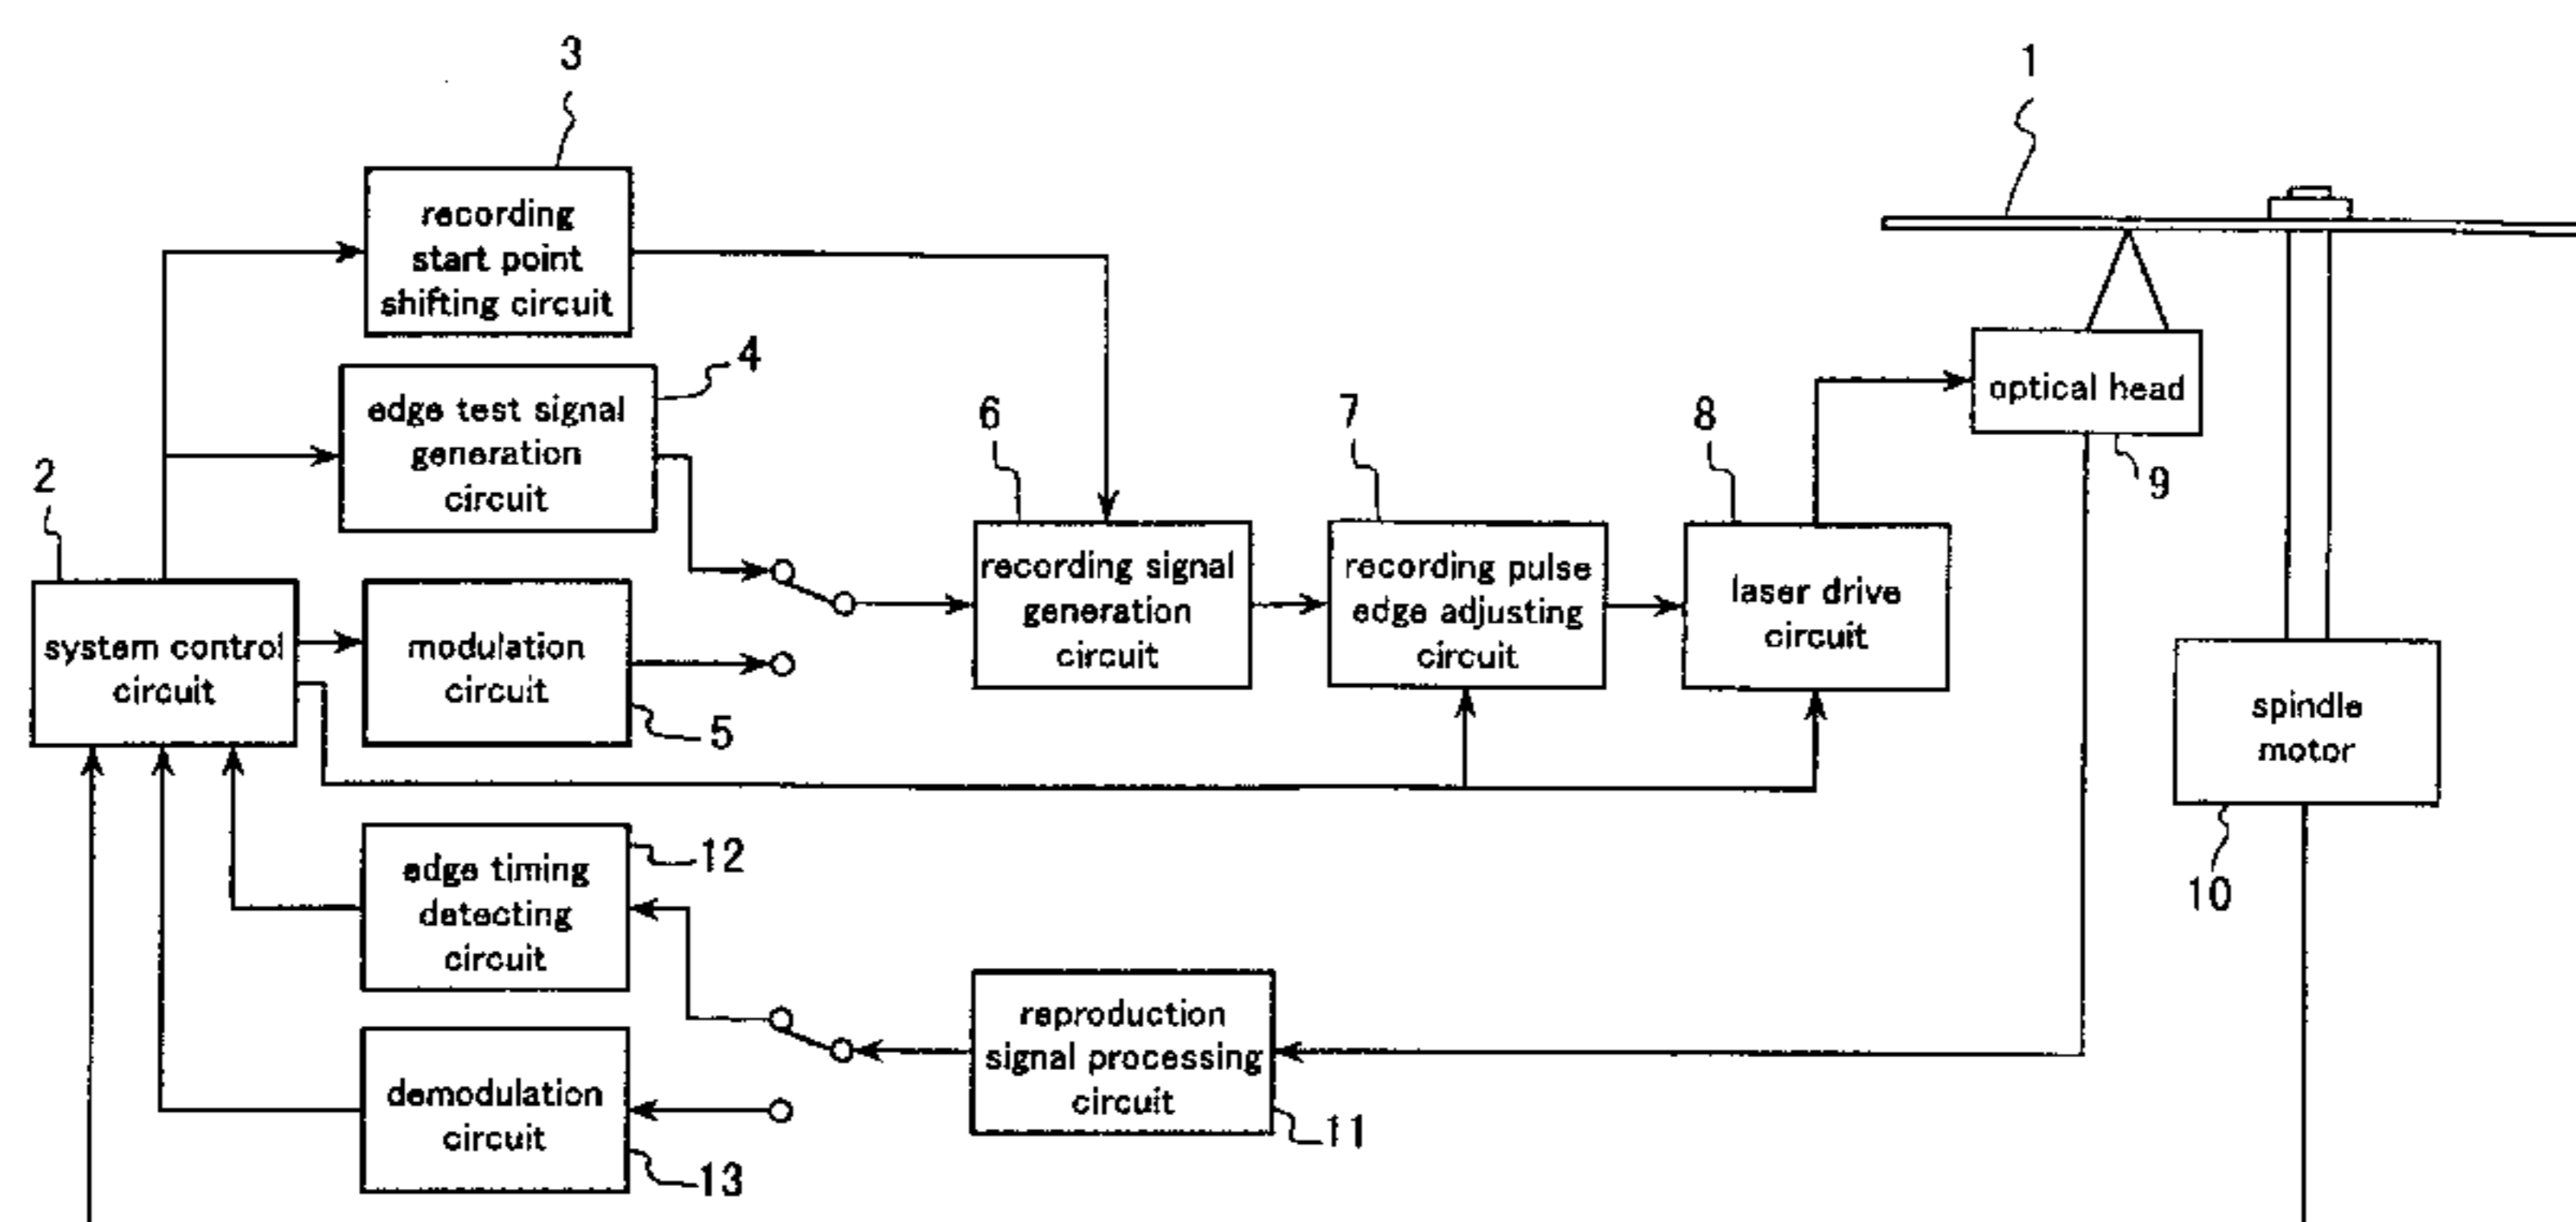 3
1
recording
start point
shifting circuit
4
edge test signal
generation
circuit
optical head
9
2
6
7
8
system control
circuit
modulation
circuit
5
recording signal
generation
circuit
recording pulse
edge adjusting
circuit
laser drive
circuit
spindle
motor
10
edge timing
detecting
circuit
12
reproduction
signal processing
circuit
11
demodulation
circuit
13